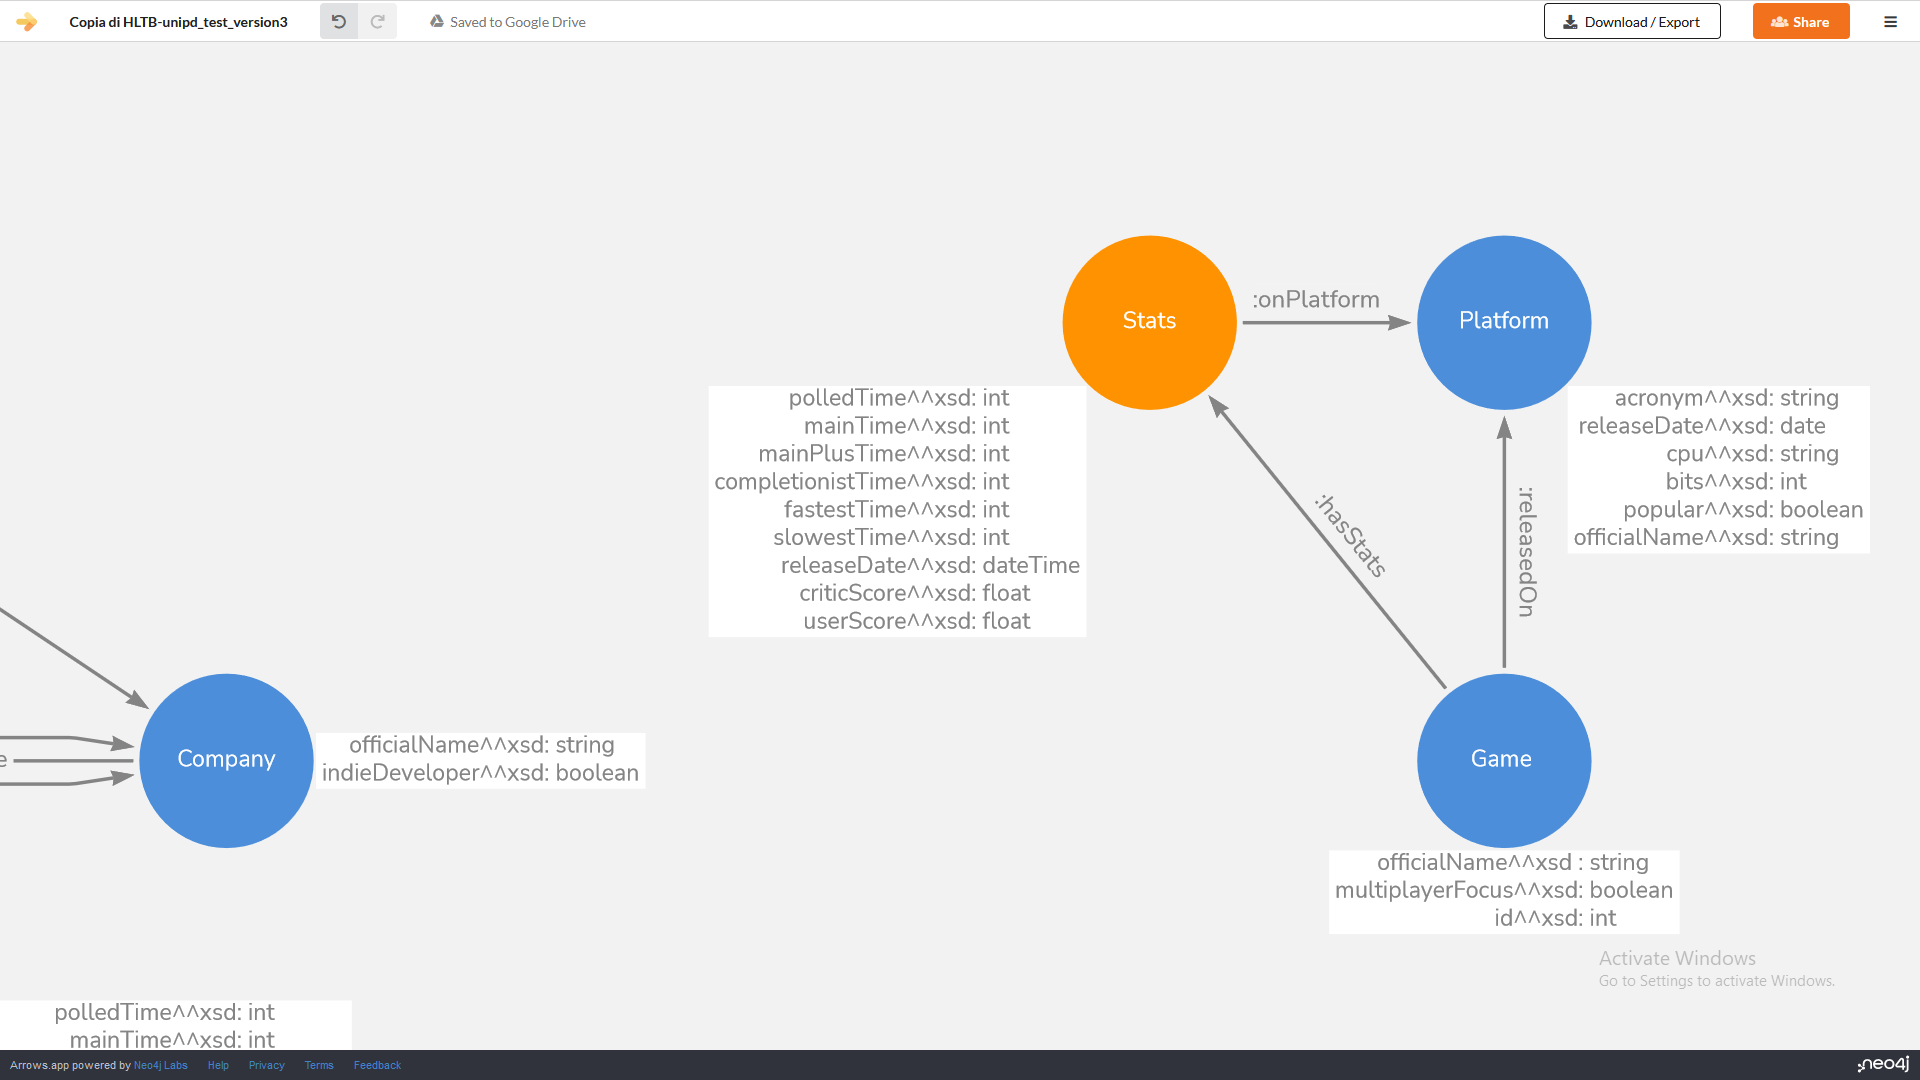 Copia di HLTB-unipd_test_version3
Saved to Google Drive
Download / Export
Share
Stats
:onPlatform
Platform
polledTime^^xsd: int
mainTime^^xsd: int
mainPlusTime^^xsd: int
completionistTime^^xsd: int
fastestTime^^xsd: int
slowestTime^^xsd: int
releaseDate^^xsd: dateTime
criticScore^^xsd: float
userScore^^xsd: float
acronym^^xsd: string
releaseDate^^xsd: date
cpu^^xsd: string
bits^^xsd: int
popular^^xsd: boolean
officialName^^xsd: string
:hasStats
:releasedOn
e
Company
officialName^^xsd: string
indieDeveloper^^xsd: boolean
Game
officialName^^xsd : string
multiplayerFocus^^xsd: boolean
id^^xsd: int
Activate Windows
Go to Settings to activate Windows.
polledTime^^xsd: int
mainTime^^xsd: int
Arrows.app powered by Neo4j Labs Help Privacy Terms Feedback
neo4j